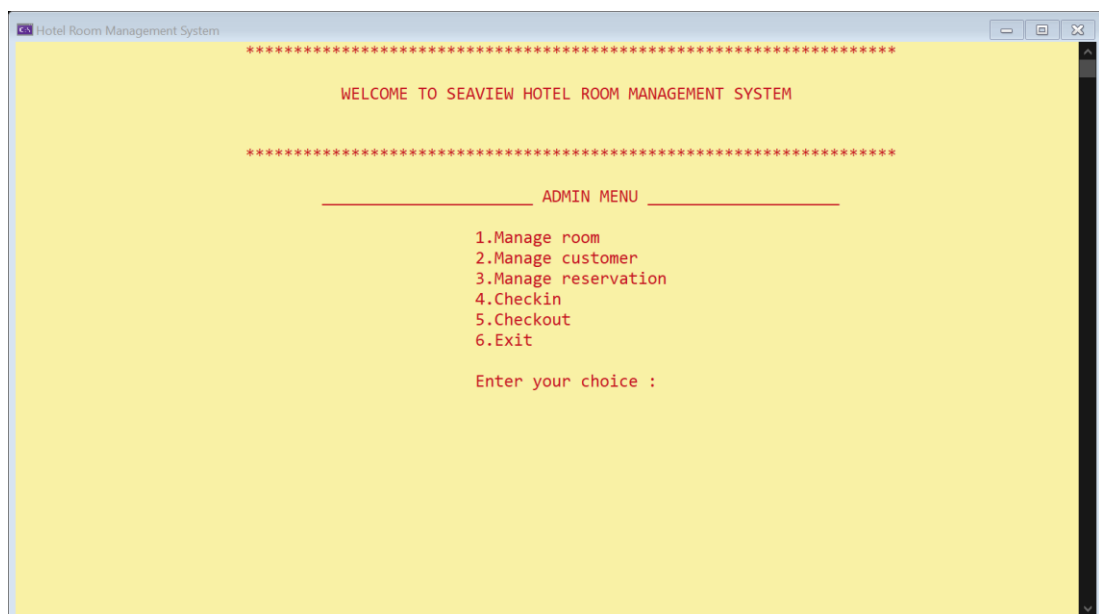 Hotel Room Management System
********************************************************************
WELCOME TO SEAVIEW HOTEL ROOM MANAGEMENT SYSTEM
********************************************************************
______________________ ADMIN MENU ____________________
1.Manage room
2.Manage customer
3.Manage reservation
4.Checkin
5.Checkout
6.Exit
Enter your choice :